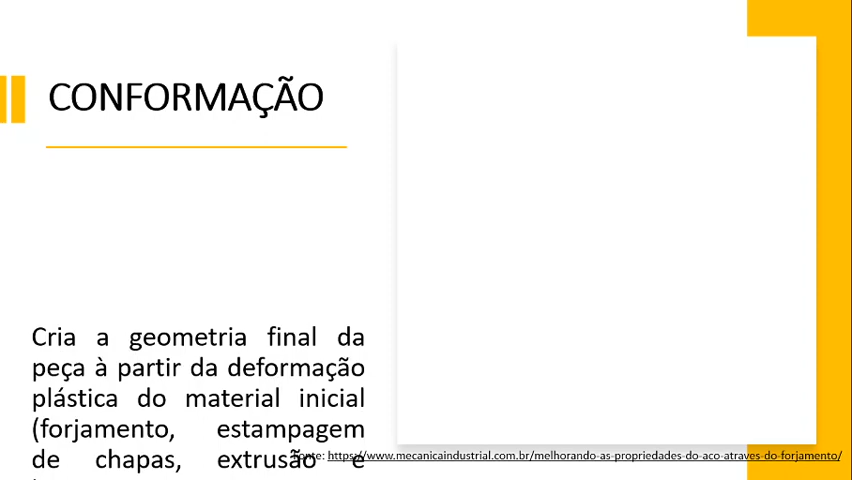 CONFORMAÇÃO
Cria a geometria final da
peça à partir da deformação
plástica do material inicial
(forjamento, estampagem
de chapas, extrusão e
Fonte: https://www.mecanicaindustrial.com.br/melhorando-as-propriedades-do-aco-atraves-do-forjamento/